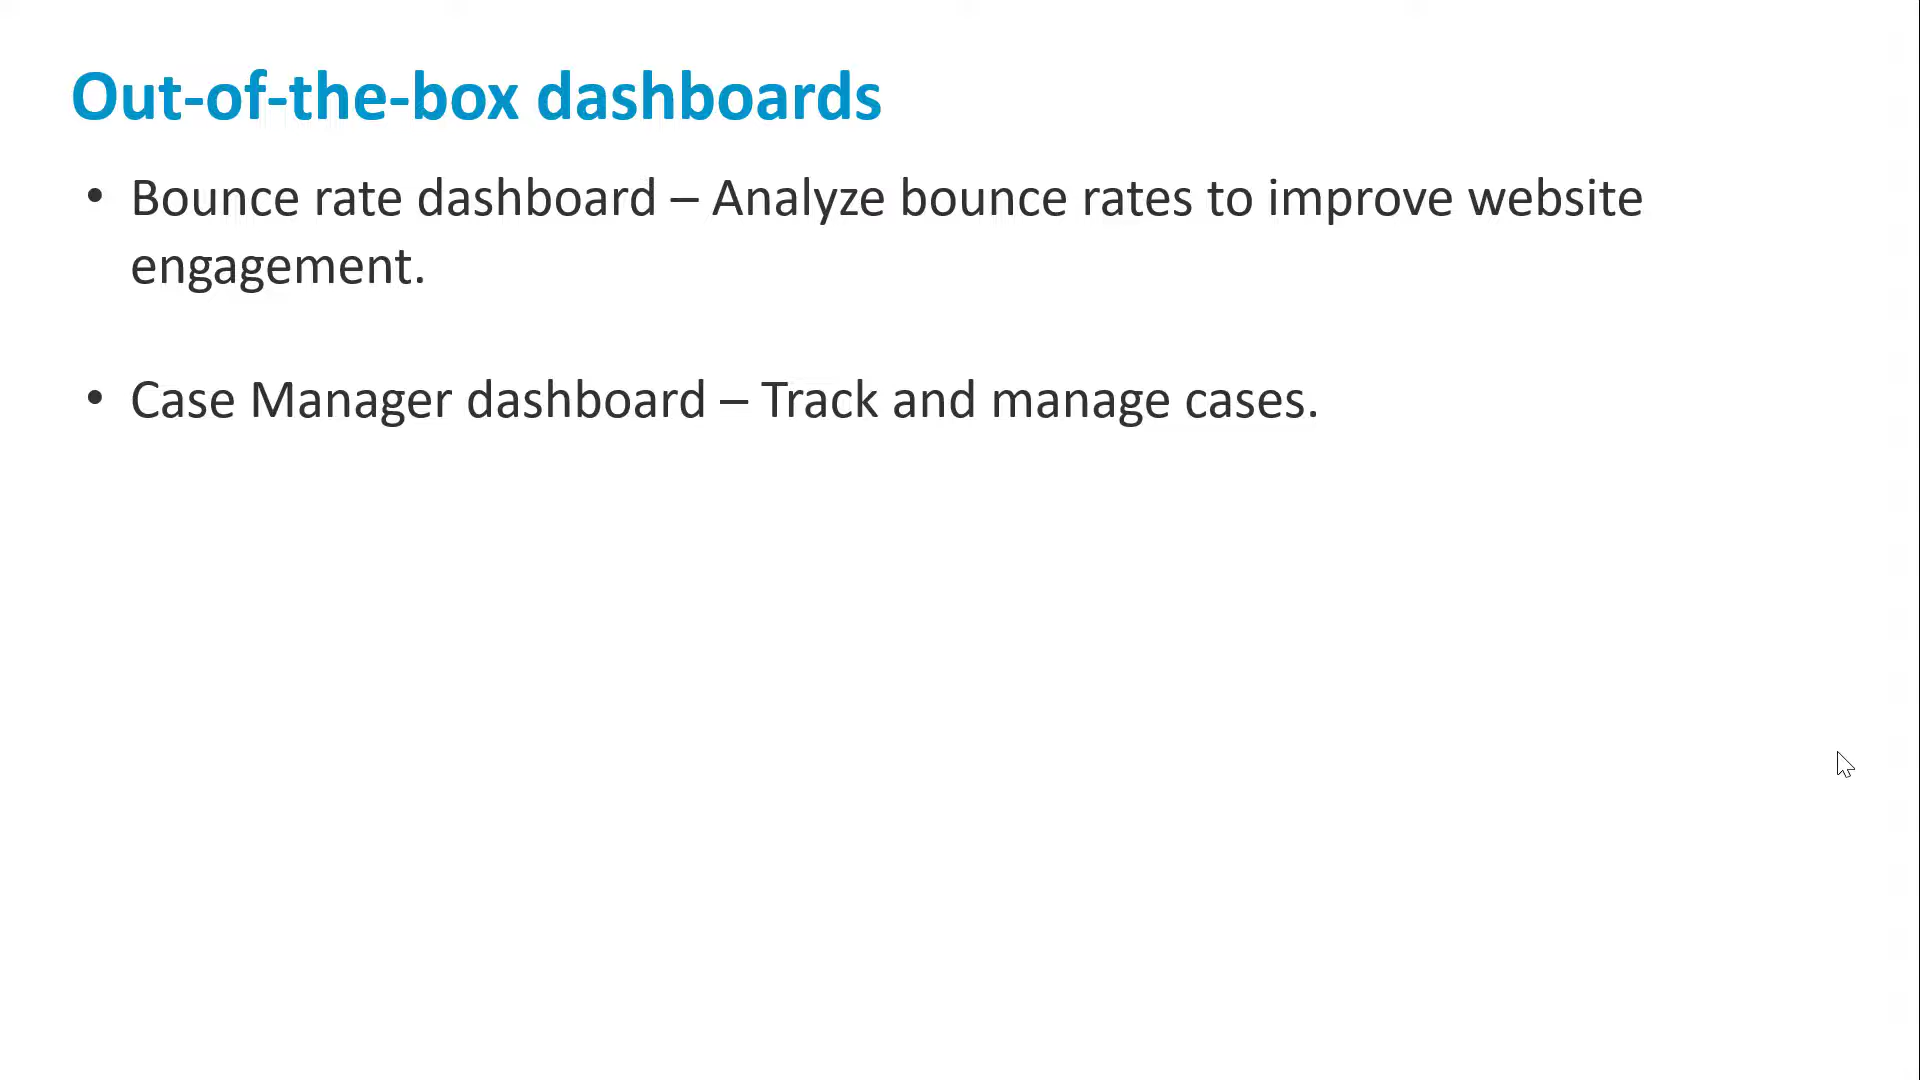 Out-of-the-box dashboards
• Bounce rate dashboard – Analyze bounce rates to improve website
engagement.
• Case Manager dashboard – Track and manage cases.